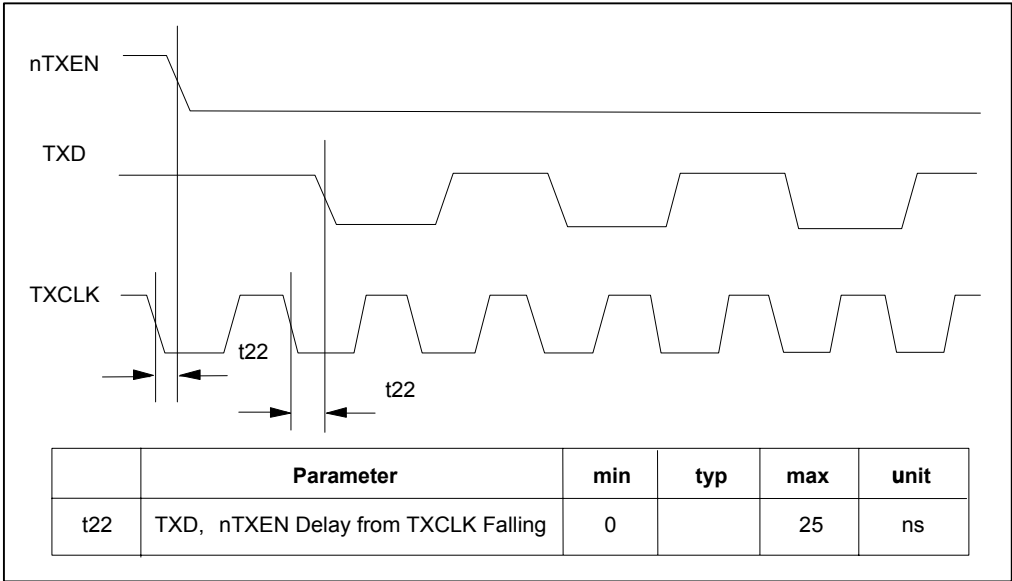 nTXEN
TXD
TXCLK
t22
t22
Parameter min typ max unit
t22 TXD, nTXEN Delay from TXCLK Falling 0 25 ns